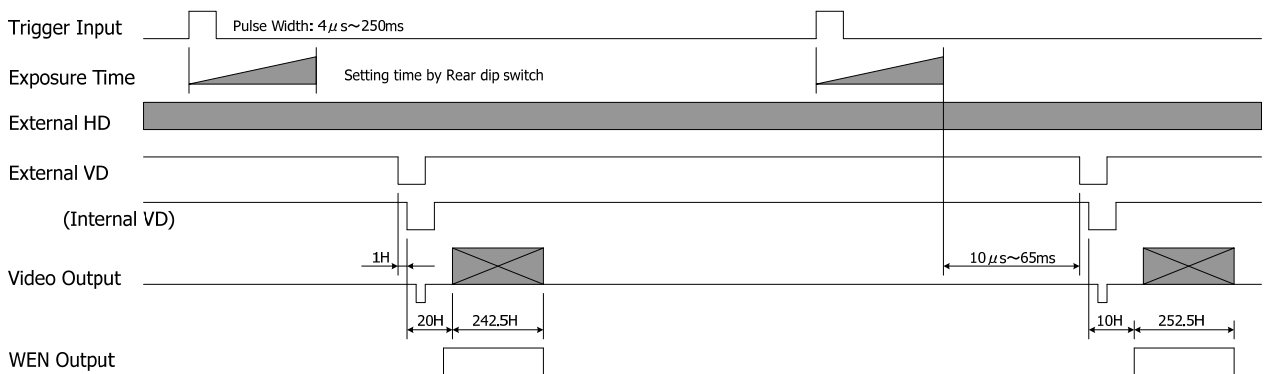 Trigger Input
Pulse Width: 4μs~250ms
Exposure Time
Setting time by Rear dip switch
External HD
External VD
(Internal VD)
1H
10μs~65ms
Video Output
20H
242.5H
10H
252.5H
WEN Output